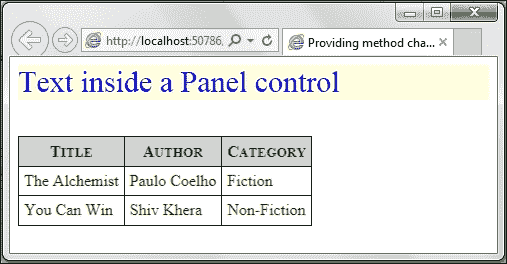 http://localhost:50786,
Providing method cha...
Text inside a Panel control
TITLE AUTHOR CATEGORY
The Alchemist Paulo Coelho Fiction
You Can Win Shiv Khera Non-Fiction